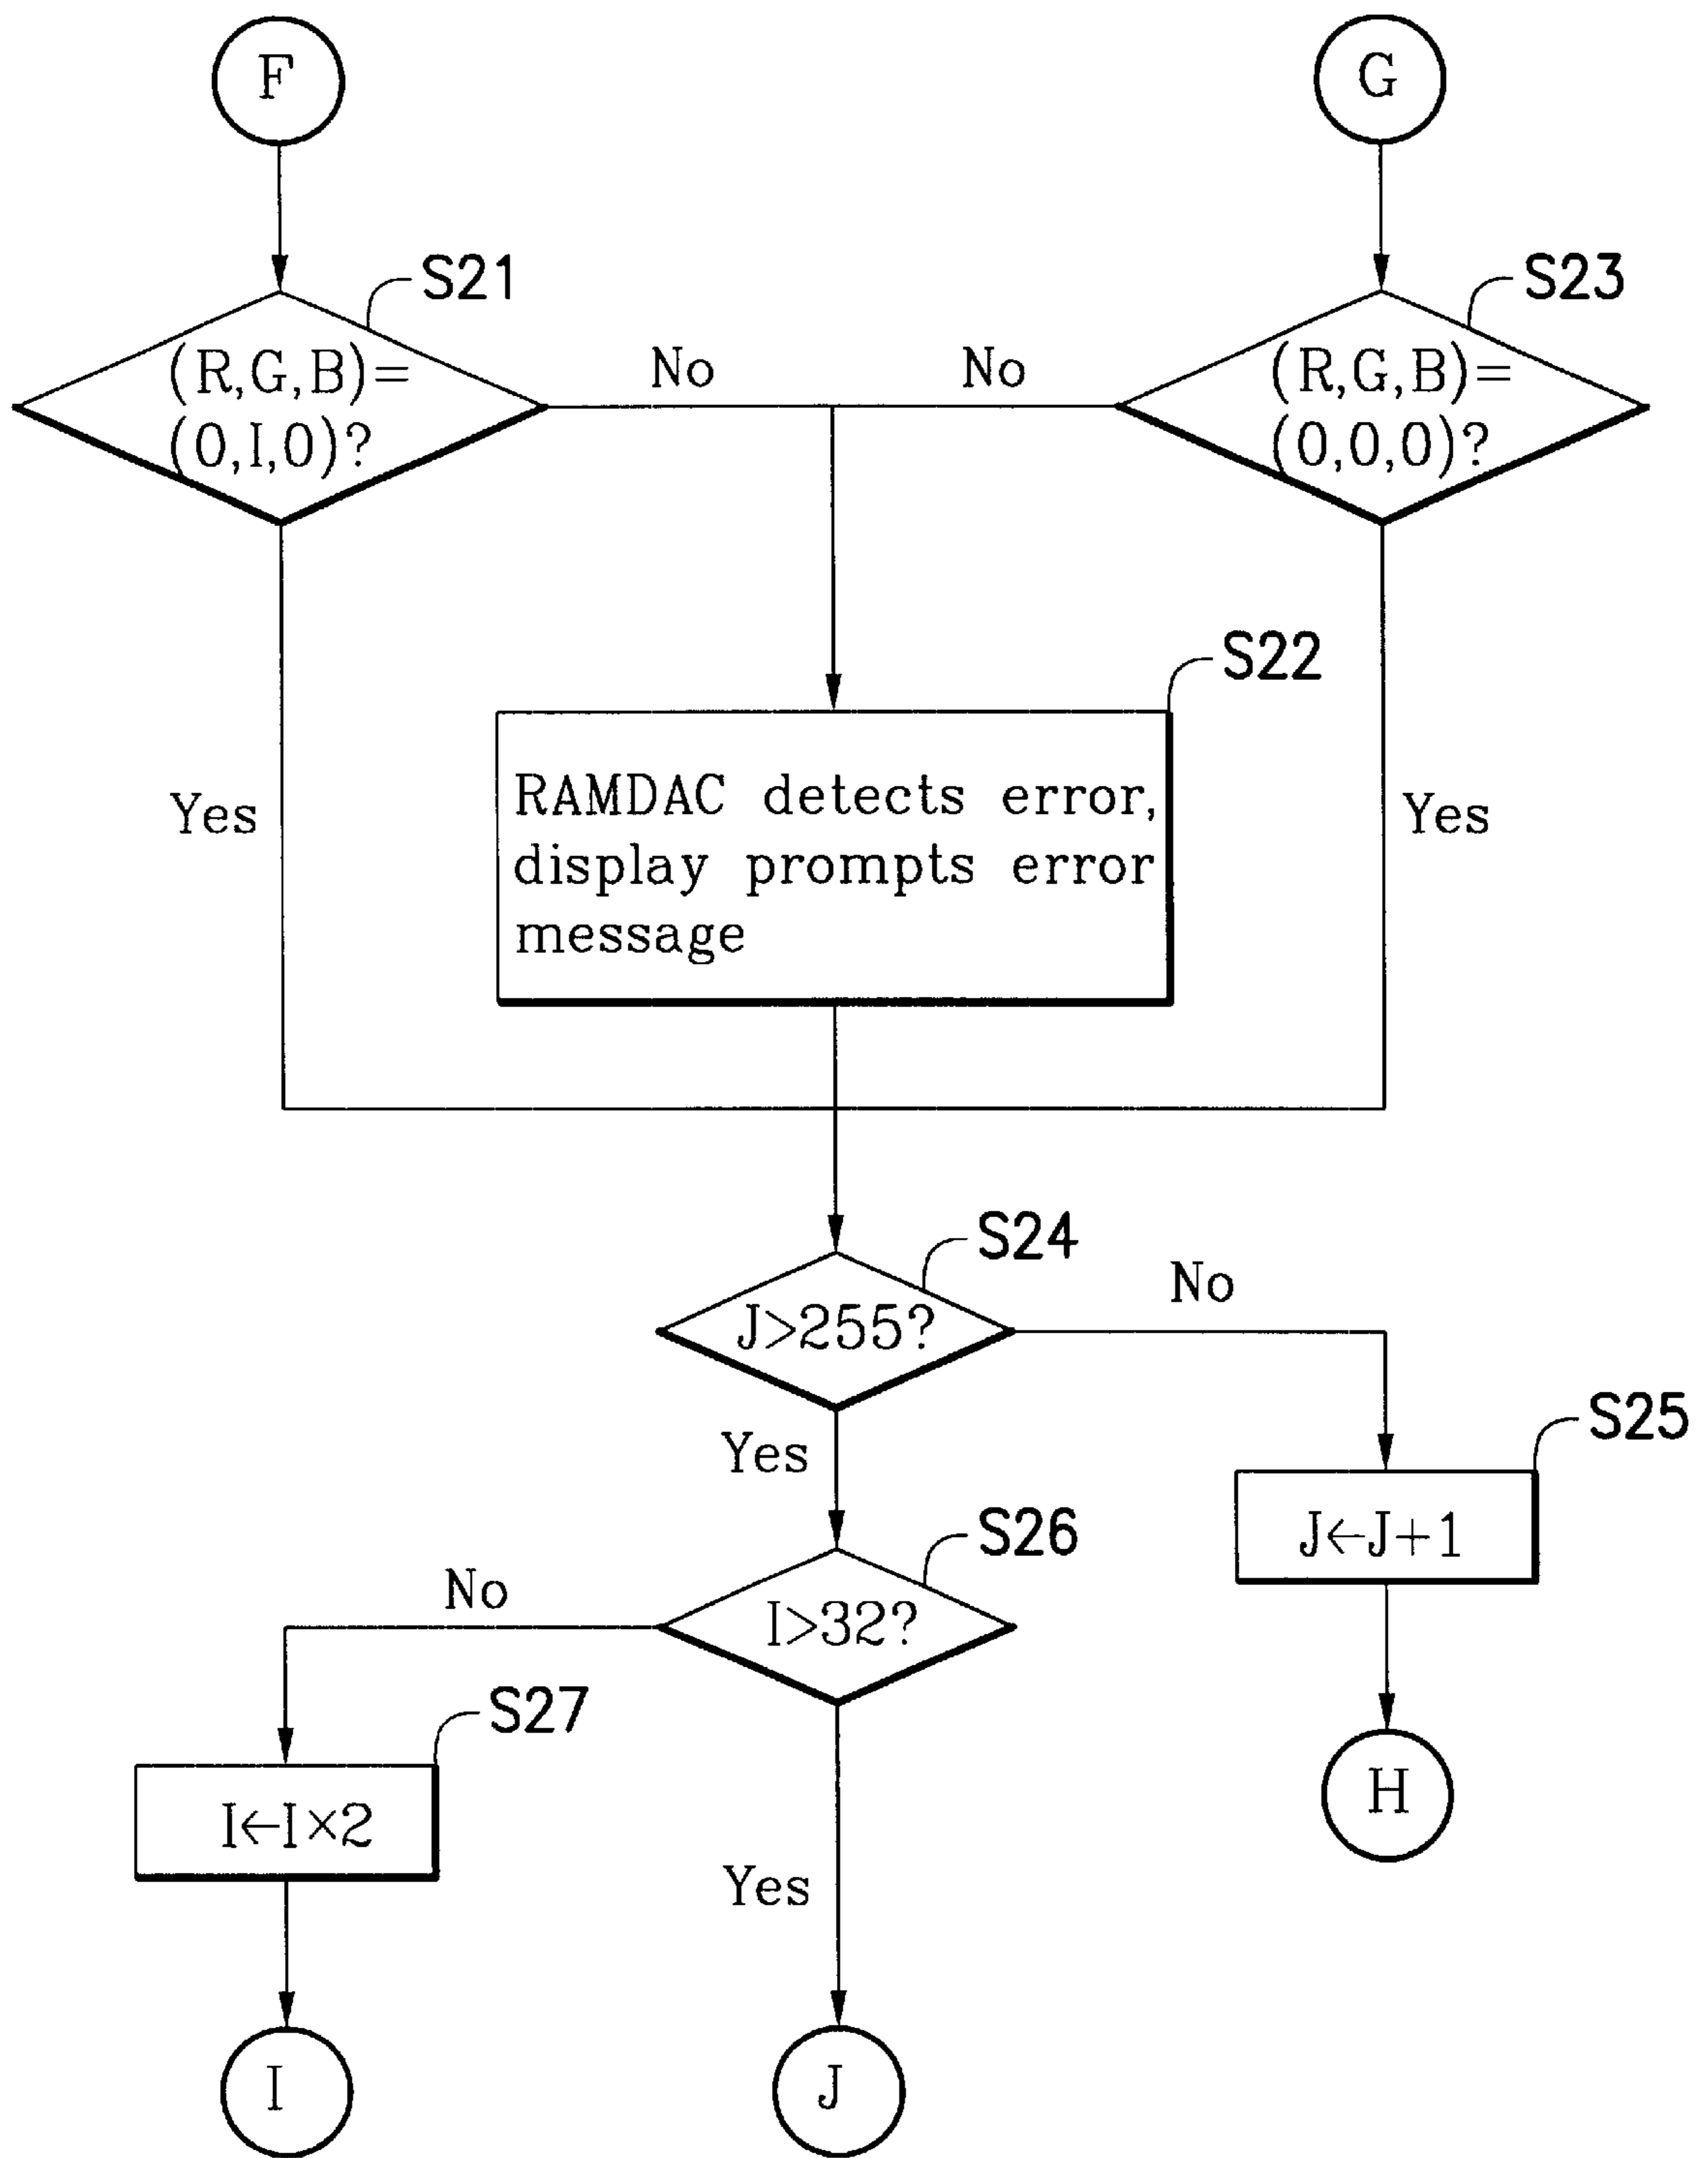 F
G
S21
S23
(R,G,B)=
(0,I,0)?
No
No
(R,G,B)=
(0,0,0)?
S22
Yes
RAMDAC detects error,
display prompts error
message
Yes
S24
J>255?
No
Yes
S25
J←J+1
S26
No
I>32?
S27
I←I×2
H
Yes
I
J